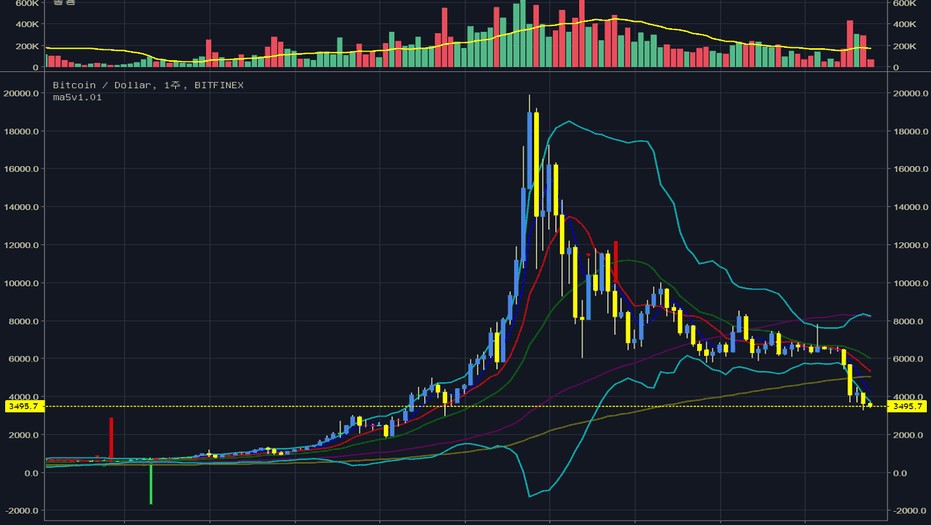 600K 600K
400K 400K
200K 200K
0 0
Bitcoin / Dollar, 1주, BITFINEX
ma5v1.01
20000.0 20000.0
18000.0 18000.0
16000.0 16000.0
14000.0 14000.0
12000.0 12000.0
10000.0 10000.0
8000.0 8000.0
6000.0 6000.0
4000.0 4000.0
3495.7 3495.7
2000.0 2000.0
0.0 0.0
-2000.0 -2000.0